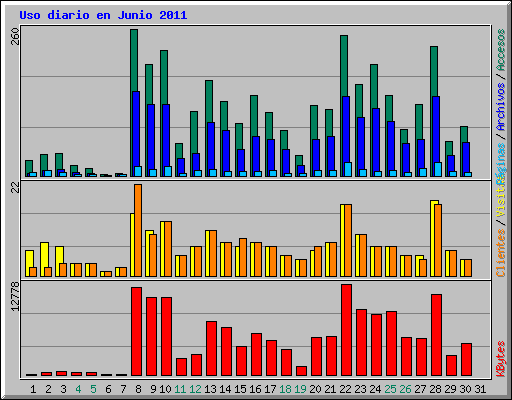 Uso diario en Junio 2011
260
22
12778
Accesos
/
Archivos
/
Páginas
Visitas
/
Clientes
KBytes
1 2 3 4 5 6 7 8 9 10 11 12 13 14 15 16 17 18 19 20 21 22 23 24 25 26 27 28 29 30 31